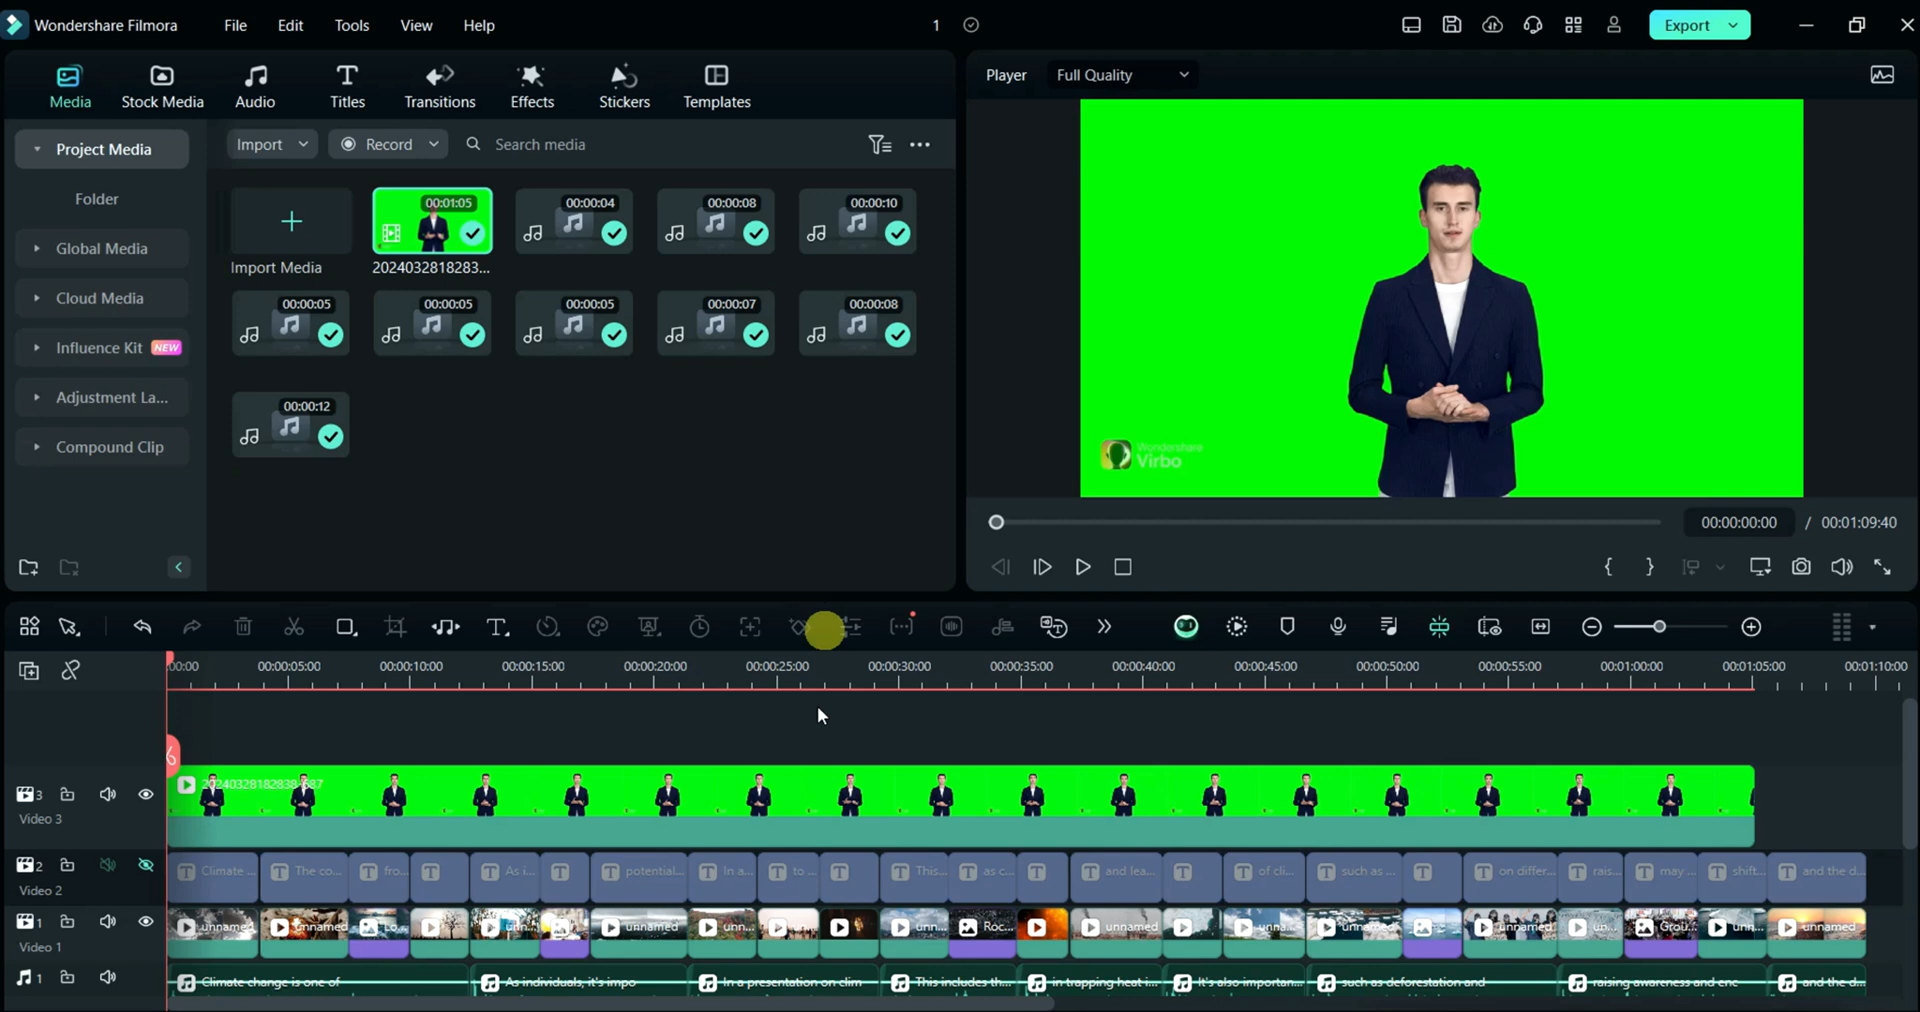 Wondershare Filmora File Edit Tools View Help 1 Export
Media Stock Media Audio Titles Transitions Effects Stickers Templates
Player Full Quality
Project Media
Import Record Search media
Folder
Global Media
Cloud Media
Influence Kit NEW
Adjustment La...
Compound Clip
00:01:05 00:00:04 00:00:08 00:00:10
Import Media 2024032818283...
00:00:05 00:00:05 00:00:05 00:00:07 00:00:08
00:00:12
Wondershare
Virbo
00:00:00:00 / 00:01:09:40
:00:00 00:00:05:00 00:00:10:00 00:00:15:00 00:00:20:00 00:00:25:00 00:00:30:00 00:00:35:00 00:00:40:00 00:00:45:00 00:00:50:00 00:00:55:00 00:01:00:00 00:01:05:00 00:01:10:00
3
Video 3
2
Video 2
Climate ... The co... fro... As i... potential... In a... to ... This... as c... and lea... of cli... such as ... on differ... rais... may ... shift... and the d...
1
Video 1
unnamed unnamed Lo... un... unnamed unn... unn... Roc... unnamed unna... unnamed unnamed un... Grou... unn... unnamed
1
Climate change is one of As individuals, it's impo In a presentation on clim This includes th... in trapping heat i... It's also importan... such as deforestation and raising awareness and enc and the d...